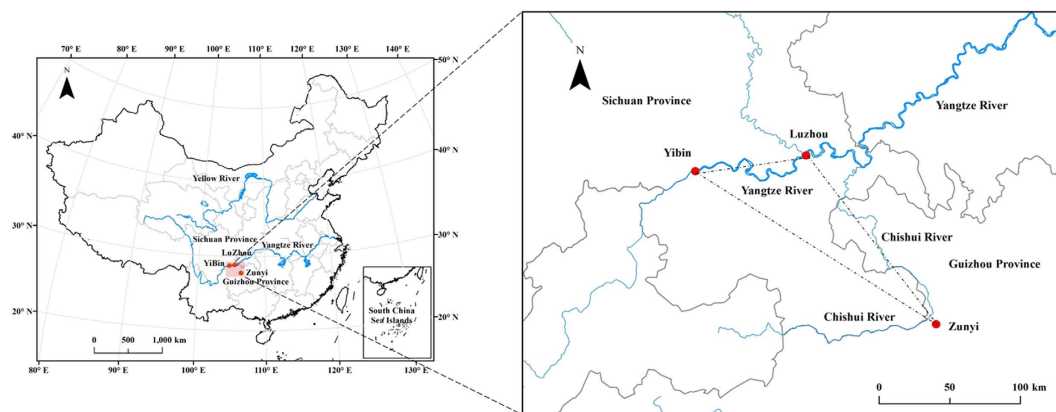 70° E 80° E 90° E 100° E 110° E 120° E 130° E 140° E
50° N
N
40° N
40° N
Yellow River
30° N
Sichuan Province
Yangtze River
LuZhou
YiBin
Zunyi
Guizhou Province
30° N
20° N
South China
Sea Islands
20° N
0 500 1,000 km
80° E 90° E 100° E 110° E 120° E 130° E
N
Sichuan Province
Yangtze River
Luzhou
Yibin
Yangtze River
Chishui River
Guizhou Province
Chishui River
Zunyi
0 50 100 km